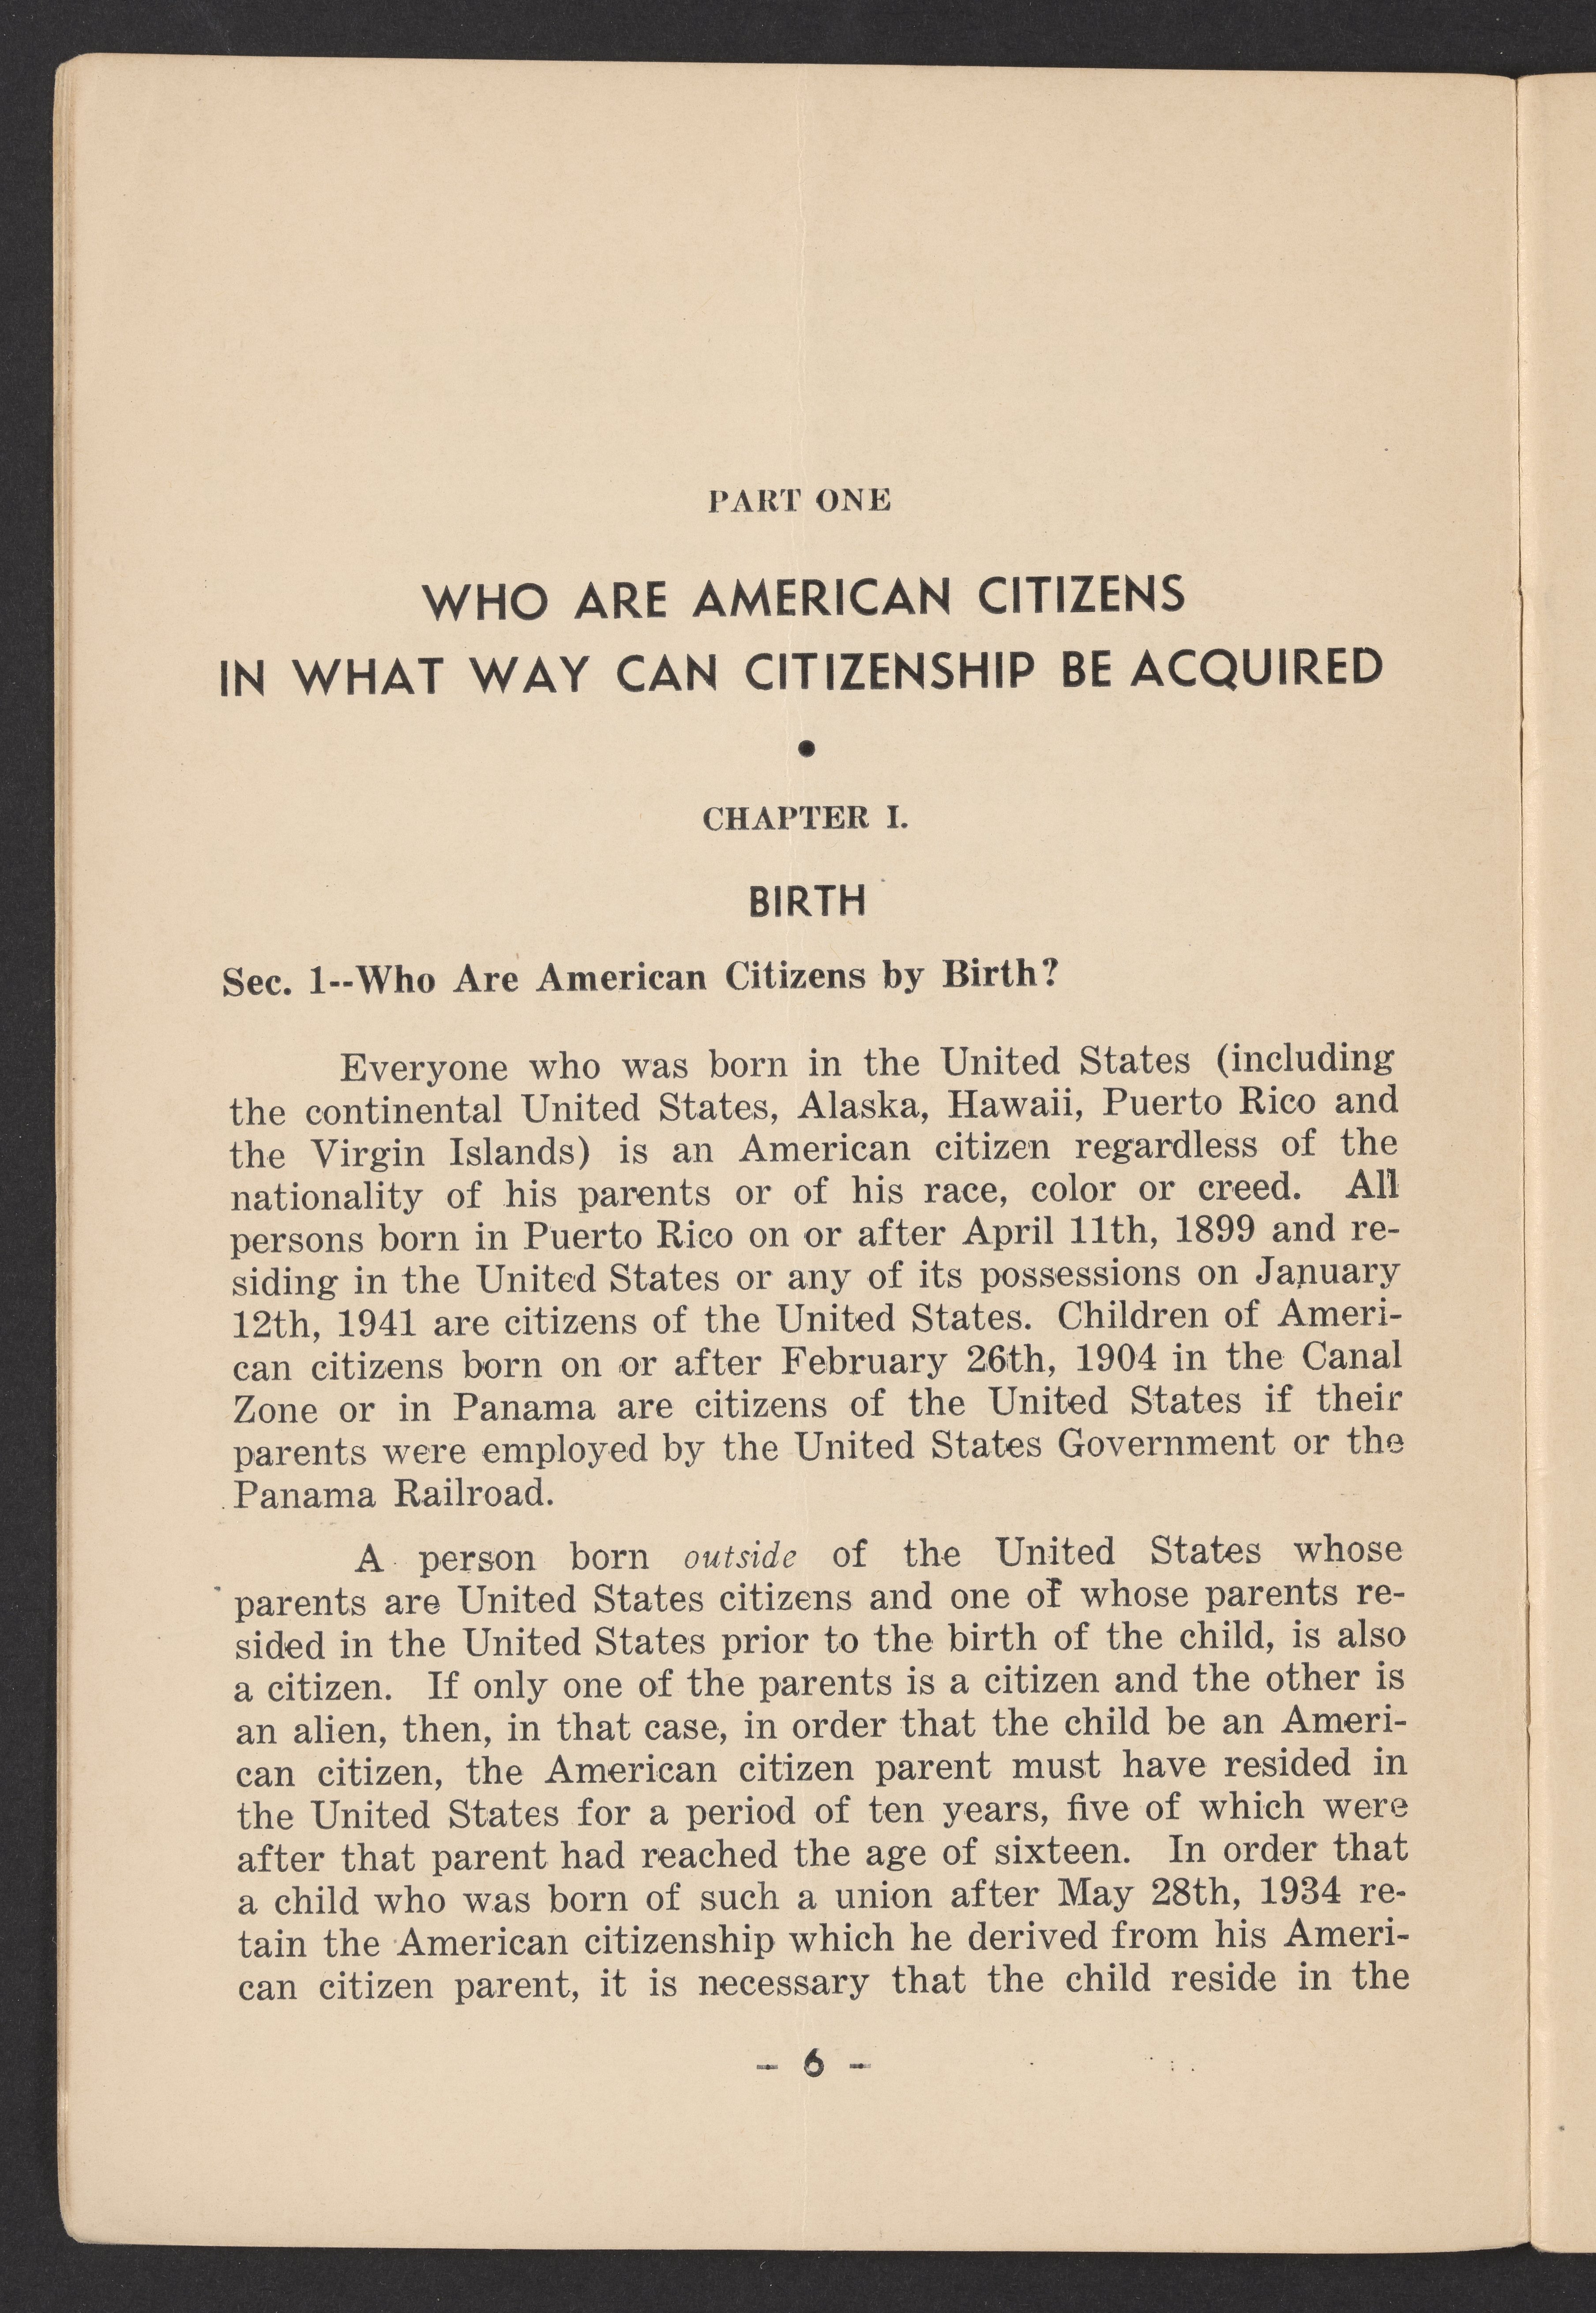 PART ONE
WHO ARE AMERICAN CITIZENS
IN WHAT WAY CAN CITIZENSHIP BE ACQUIRED
•
CHAPTER I.
BIRTH
Sec. 1--Who Are American Citizens by Birth?
Everyone who was born in the United States (including
the continental United States, Alaska, Hawaii, Puerto Rico and
the Virgin Islands) is an American citizen regardless of the
nationality of his parents or of his race, color or creed. All
persons born in Puerto Rico on or after April 11th, 1899 and re-
siding in the United States or any of its possessions on January
12th, 1941 are citizens of the United States. Children of Ameri-
can citizens born on or after February 26th, 1904 in the Canal
Zone or in Panama are citizens of the United States if their
parents were employed by the United States Government or the
Panama Railroad.
A person born outside of the United States whose
parents are United States citizens and one of whose parents re-
sided in the United States prior to the birth of the child, is also
a citizen. If only one of the parents is a citizen and the other is
an alien, then, in that case, in order that the child be an Ameri-
can citizen, the American citizen parent must have resided in
the United States for a period of ten years, five of which were
after that parent had reached the age of sixteen. In order that
a child who was born of such a union after May 28th, 1934 re-
tain the American citizenship which he derived from his Ameri-
can citizen parent, it is necessary that the child reside in the
- 6 -